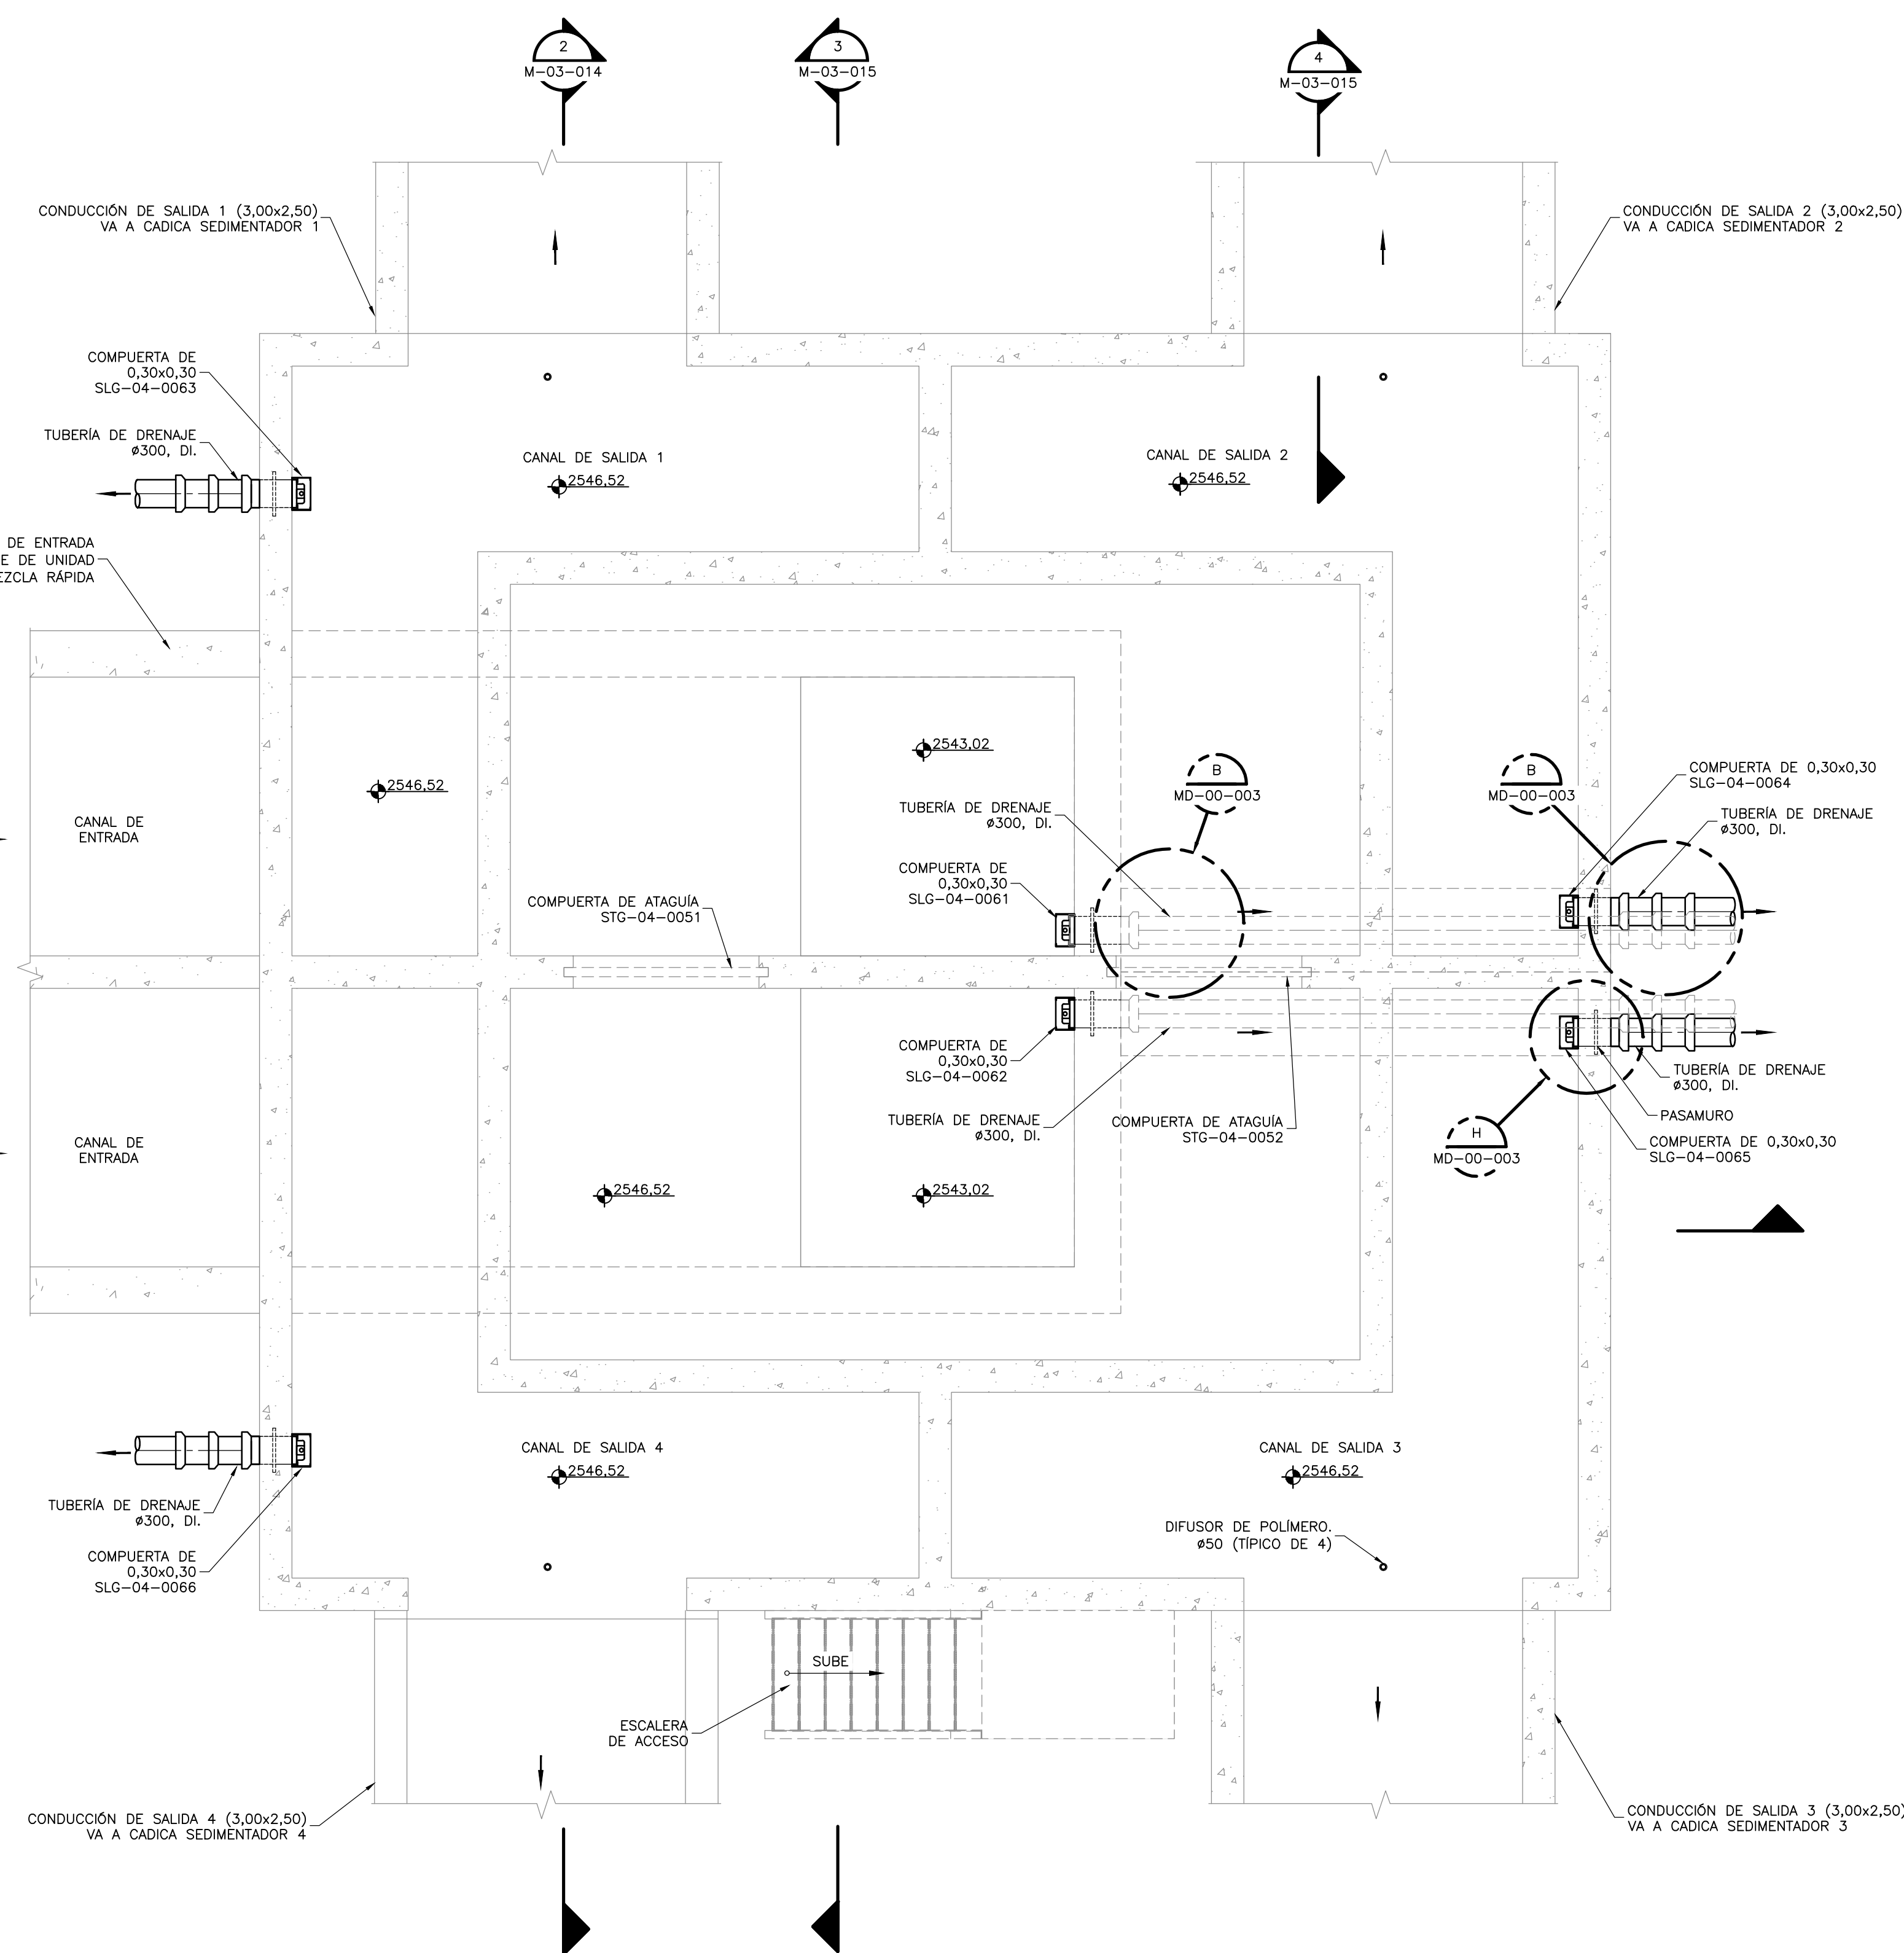 2
M-03-014
3
M-03-015
4
M-03-015
CONDUCCIÓN DE SALIDA 1 (3,00x2,50)
VA A CADICA SEDIMENTADOR 1
CONDUCCIÓN DE SALIDA 2 (3,00x2,50)
VA A CADICA SEDIMENTADOR 2
COMPUERTA DE
0,30x0,30
SLG-04-0063
TUBERÍA DE DRENAJE
ø300, DI.
CANAL DE SALIDA 1
2546,52
CANAL DE SALIDA 2
2546,52
DE ENTRADA
E DE UNIDAD
EZCLA RÁPIDA
2543,02
2546,52
CANAL DE
ENTRADA
TUBERÍA DE DRENAJE
ø300, DI.
B
MD-00-003
B
MD-00-003
COMPUERTA DE 0,30x0,30
SLG-04-0064
TUBERÍA DE DRENAJE
ø300, DI.
COMPUERTA DE
0,30x0,30
SLG-04-0061
COMPUERTA DE ATAGUÍA
STG-04-0051
COMPUERTA DE
0,30x0,30
SLG-04-0062
TUBERÍA DE DRENAJE
ø300, DI.
COMPUERTA DE ATAGUÍA
STG-04-0052
TUBERÍA DE DRENAJE
ø300, DI.
PASAMURO
COMPUERTA DE 0,30x0,30
SLG-04-0065
H
MD-00-003
CANAL DE
ENTRADA
2546,52
2543,02
CANAL DE SALIDA 4
2546,52
CANAL DE SALIDA 3
2546,52
TUBERÍA DE DRENAJE
ø300, DI.
COMPUERTA DE
0,30x0,30
SLG-04-0066
DIFUSOR DE POLÍMERO.
ø50 (TÍPICO DE 4)
SUBE
ESCALERA
DE ACCESO
CONDUCCIÓN DE SALIDA 4 (3,00x2,50)
VA A CADICA SEDIMENTADOR 4
CONDUCCIÓN DE SALIDA 3 (3,00x2,50)
VA A CADICA SEDIMENTADOR 3